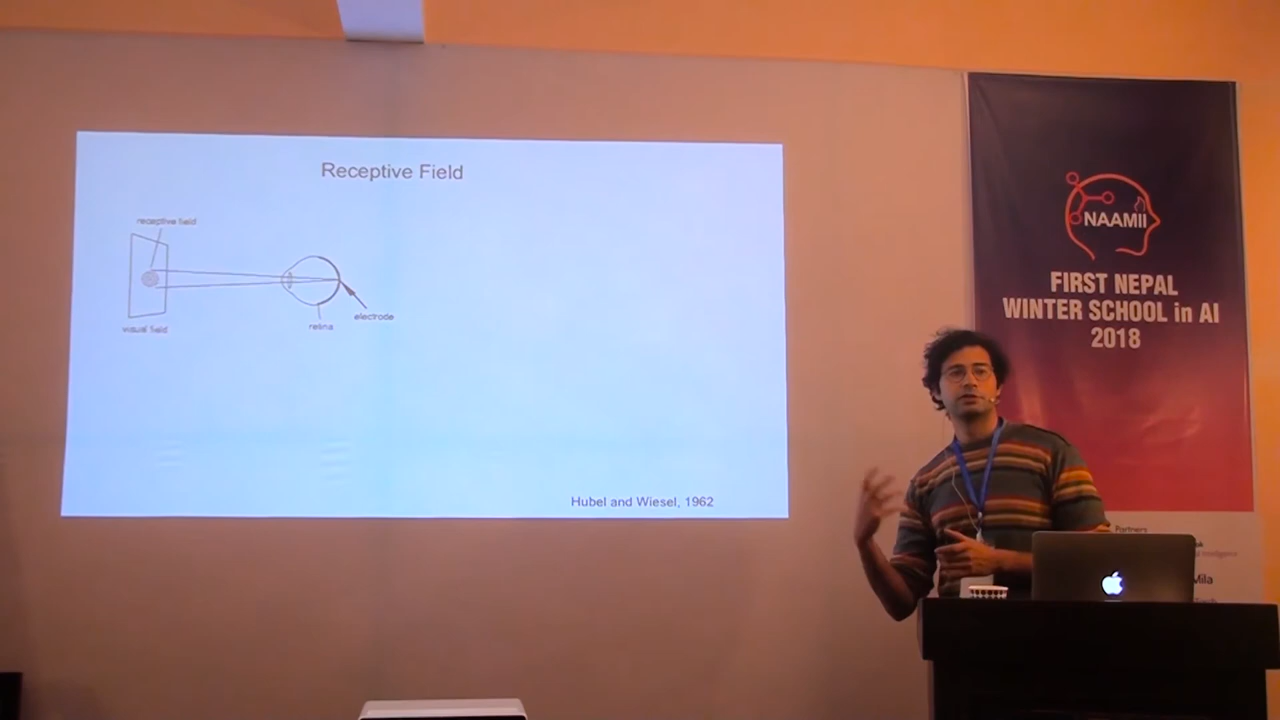 Receptive Field
receptive field
visual field
retina
electrode
Hubel and Wiesel, 1962
NAAMII
FIRST NEPAL
WINTER SCHOOL in AI
2018
Partners
Mila